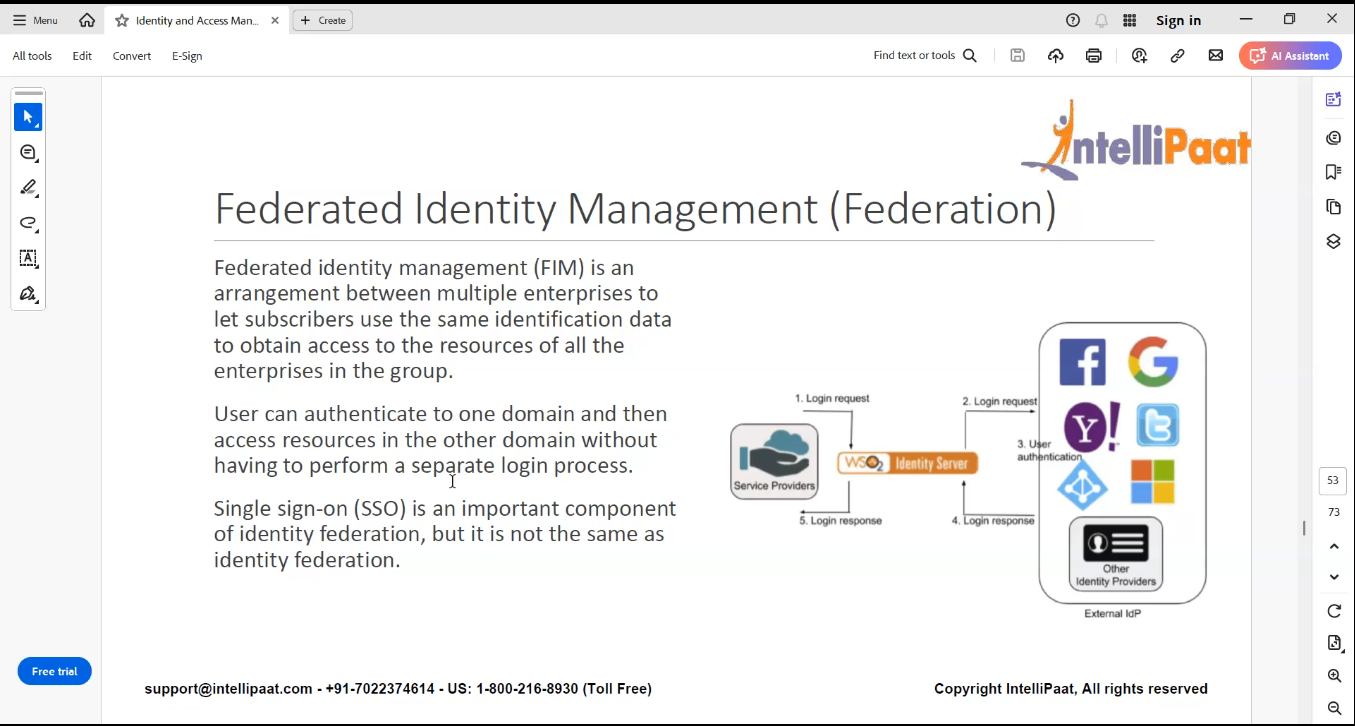 Menu
Identity and Access Man...
Create
Sign in
All tools
Edit
Convert
E-Sign
Find text or tools
AI Assistant
IntelliPaat
Federated Identity Management (Federation)
Federated identity management (FIM) is an
arrangement between multiple enterprises to
let subscribers use the same identification data
to obtain access to the resources of all the
enterprises in the group.
User can authenticate to one domain and then
access resources in the other domain without
having to perform a separate login process.
Single sign-on (SSO) is an important component
of identity federation, but it is not the same as
identity federation.
1. Login request
2. Login request
3. User
authentication
Service Providers
WSO2 Identity Server
5. Login response
4. Login response
f
G
Y!
t
Other
Identity Providers
External IdP
53
73
Free trial
support@intellipaat.com - +91-7022374614 - US: 1-800-216-8930 (Toll Free)
Copyright IntelliPaat, All rights reserved